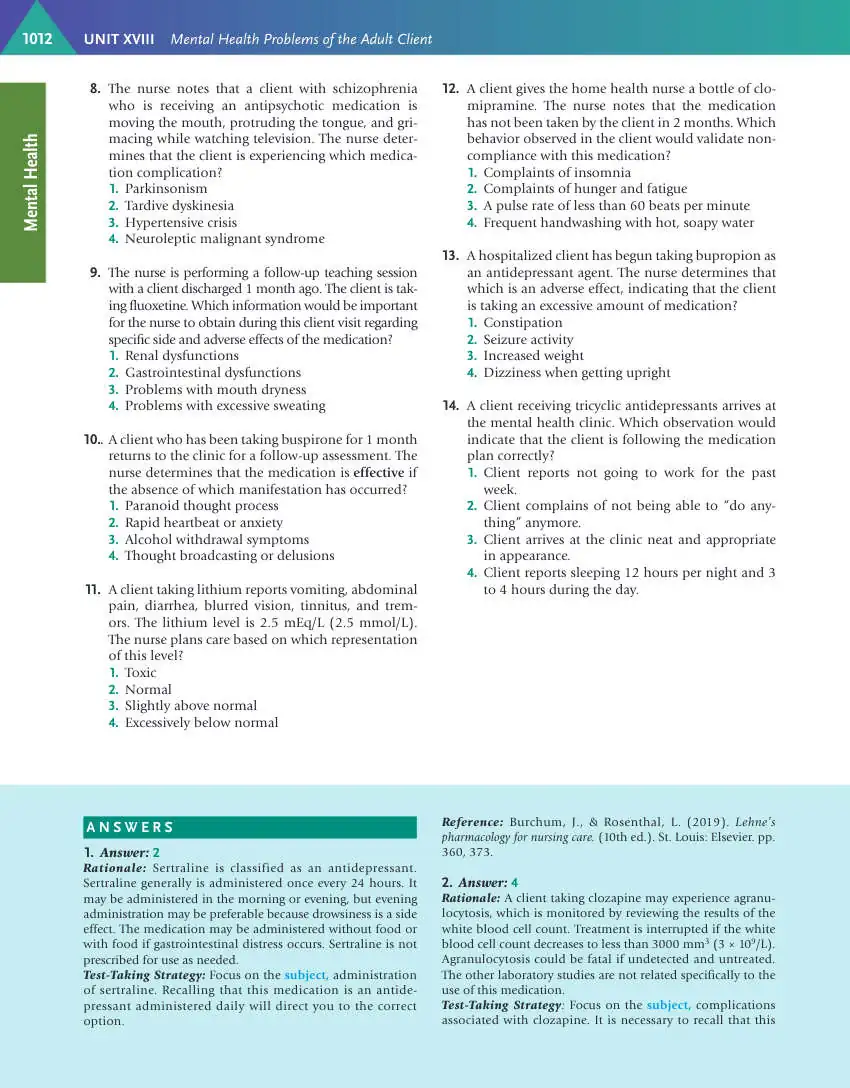 1012
UNIT XVIII Mental Health Problems of the Adult Client
Mental Health
8. The nurse notes that a client with schizophrenia
who is receiving an antipsychotic medication is
moving the mouth, protruding the tongue, and gri-
macing while watching television. The nurse deter-
mines that the client is experiencing which medica-
tion complication?
1. Parkinsonism
2. Tardive dyskinesia
3. Hypertensive crisis
4. Neuroleptic malignant syndrome
9. The nurse is performing a follow-up teaching session
with a client discharged 1 month ago. The client is tak-
ing fluoxetine. Which information would be important
for the nurse to obtain during this client visit regarding
specific side and adverse effects of the medication?
1. Renal dysfunctions
2. Gastrointestinal dysfunctions
3. Problems with mouth dryness
4. Problems with excessive sweating
10.. A client who has been taking buspirone for 1 month
returns to the clinic for a follow-up assessment. The
nurse determines that the medication is effective if
the absence of which manifestation has occurred?
1. Paranoid thought process
2. Rapid heartbeat or anxiety
3. Alcohol withdrawal symptoms
4. Thought broadcasting or delusions
11. A client taking lithium reports vomiting, abdominal
pain, diarrhea, blurred vision, tinnitus, and trem-
ors. The lithium level is 2.5 mEq/L (2.5 mmol/L).
The nurse plans care based on which representation
of this level?
1. Toxic
2. Normal
3. Slightly above normal
4. Excessively below normal
12. A client gives the home health nurse a bottle of clo-
mipramine. The nurse notes that the medication
has not been taken by the client in 2 months. Which
behavior observed in the client would validate non-
compliance with this medication?
1. Complaints of insomnia
2. Complaints of hunger and fatigue
3. A pulse rate of less than 60 beats per minute
4. Frequent handwashing with hot, soapy water
13. A hospitalized client has begun taking bupropion as
an antidepressant agent. The nurse determines that
which is an adverse effect, indicating that the client
is taking an excessive amount of medication?
1. Constipation
2. Seizure activity
3. Increased weight
4. Dizziness when getting upright
14. A client receiving tricyclic antidepressants arrives at
the mental health clinic. Which observation would
indicate that the client is following the medication
plan correctly?
1. Client reports not going to work for the past
week.
2. Client complains of not being able to “do any-
thing” anymore.
3. Client arrives at the clinic neat and appropriate
in appearance.
4. Client reports sleeping 12 hours per night and 3
to 4 hours during the day.
ANSWERS
1. Answer: 2
Rationale: Sertraline is classified as an antidepressant.
Sertraline generally is administered once every 24 hours. It
may be administered in the morning or evening, but evening
administration may be preferable because drowsiness is a side
effect. The medication may be administered without food or
with food if gastrointestinal distress occurs. Sertraline is not
prescribed for use as needed.
Test-Taking Strategy: Focus on the subject, administration
of sertraline. Recalling that this medication is an antide-
pressant administered daily will direct you to the correct
option.
Reference: Burchum, J., & Rosenthal, L. (2019). Lehne’s
pharmacology for nursing care. (10th ed.). St. Louis: Elsevier. pp.
360, 373.
2. Answer: 4
Rationale: A client taking clozapine may experience agranu-
locytosis, which is monitored by reviewing the results of the
white blood cell count. Treatment is interrupted if the white
blood cell count decreases to less than 3000 mm³ (3 × 10⁹/L).
Agranulocytosis could be fatal if undetected and untreated.
The other laboratory studies are not related specifically to the
use of this medication.
Test-Taking Strategy: Focus on the subject, complications
associated with clozapine. It is necessary to recall that this